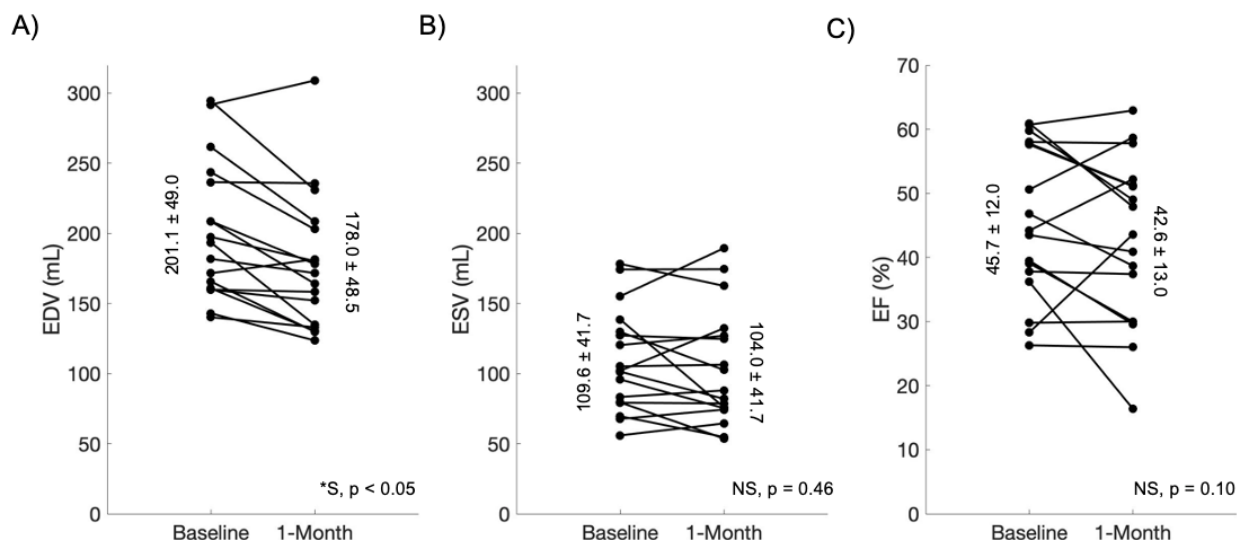 A)
EDV (mL)
300
250
200
150
100
50
0
201.1 ± 49.0
178.0 ± 48.5
*S, p < 0.05
Baseline
1-Month
B)
ESV (mL)
300
250
200
150
100
50
0
109.6 ± 41.7
104.0 ± 41.7
NS, p = 0.46
Baseline
1-Month
C)
EF (%)
70
60
50
40
30
20
10
0
45.7 ± 12.0
42.6 ± 13.0
NS, p = 0.10
Baseline
1-Month